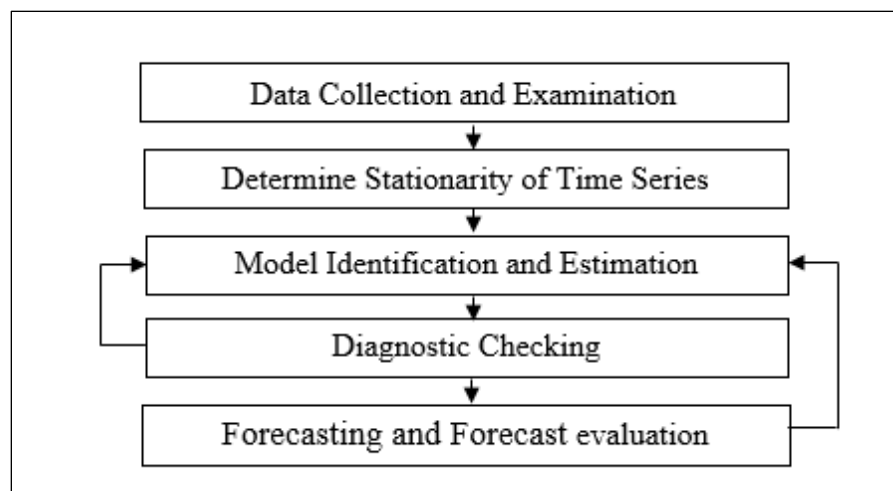 Data Collection and Examination
Determine Stationarity of Time Series
Model Identification and Estimation
Diagnostic Checking
Forecasting and Forecast evaluation